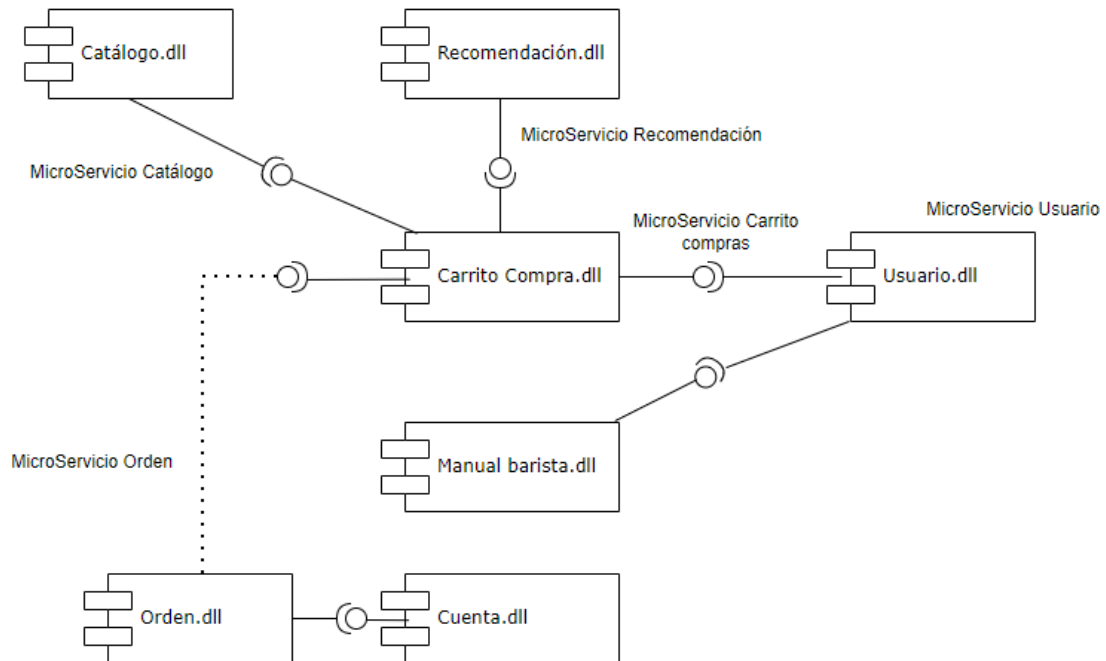 Catálogo.dll
Recomendación.dll
MicroServicio Recomendación
MicroServicio Catálogo
MicroServicio Carrito
compras
MicroServicio Usuario
Carrito Compra.dll
Usuario.dll
MicroServicio Orden
Manual barista.dll
Orden.dll
Cuenta.dll